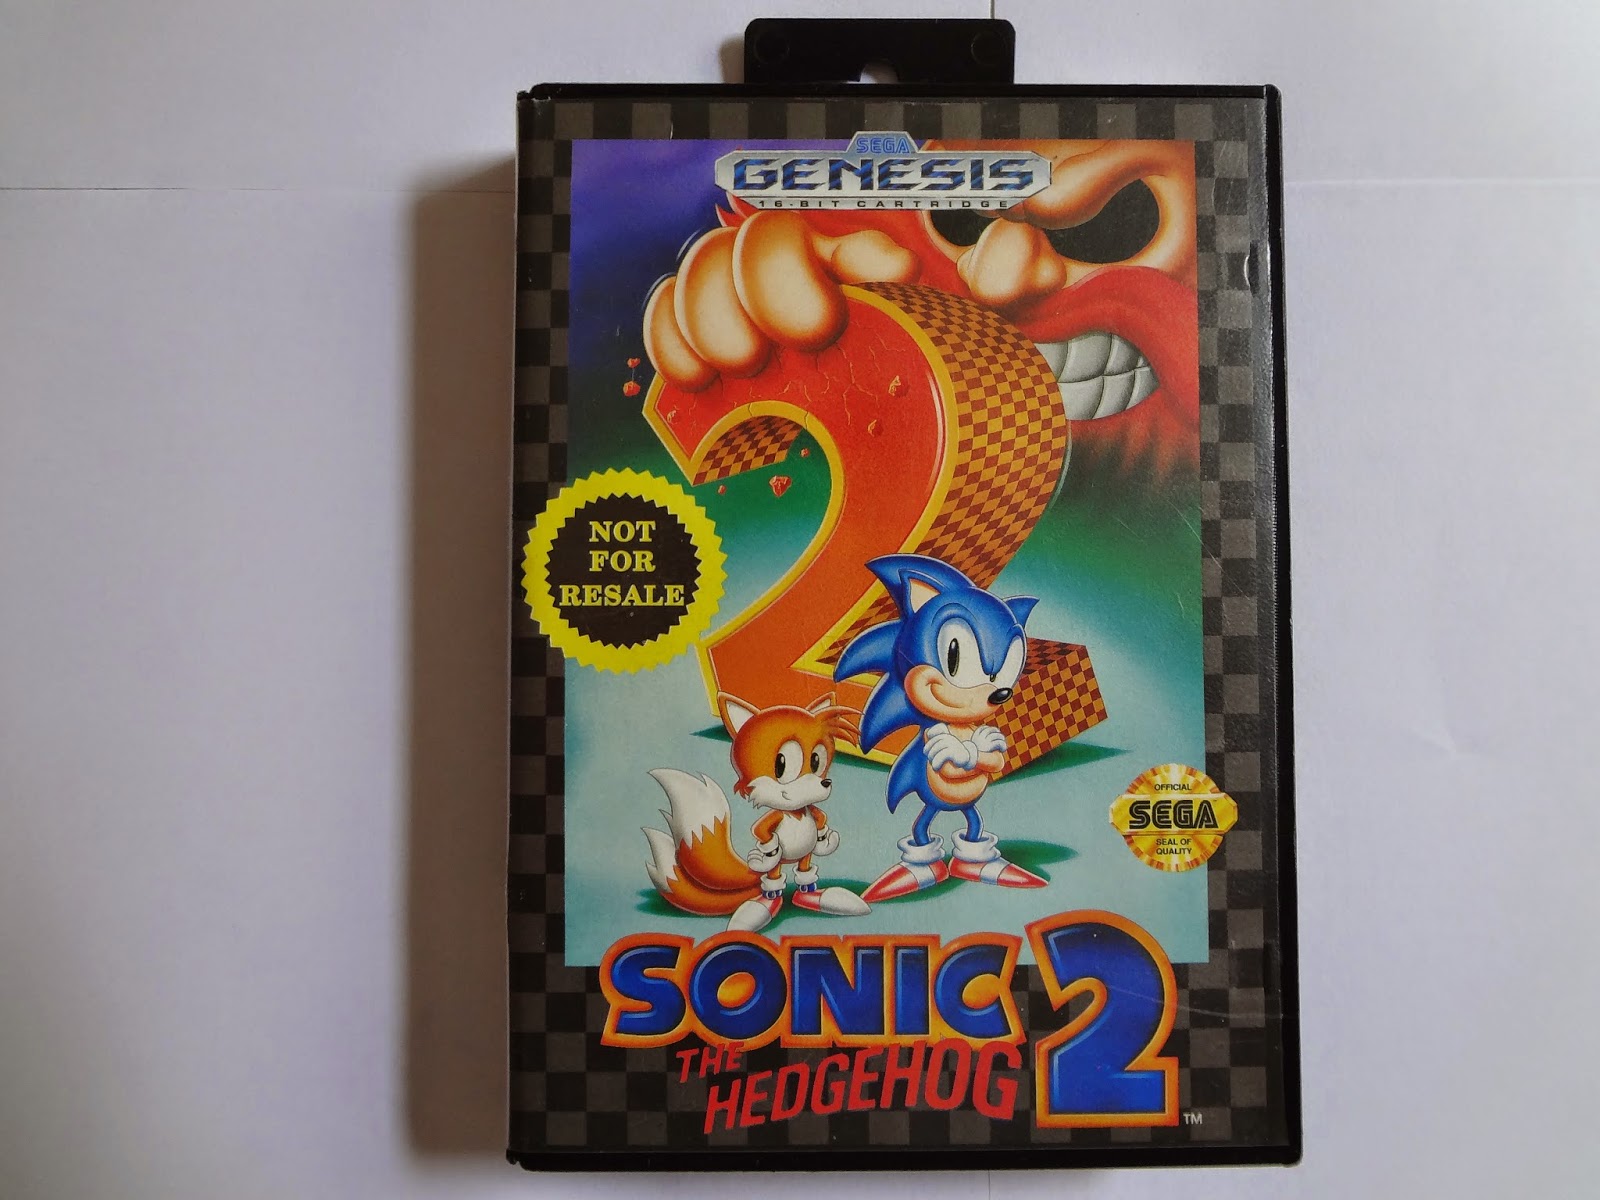 SEGA
GENESIS
16-BIT CARTRIDGE
NOT
FOR
RESALE
OFFICIAL
SEGA
SEAL OF
QUALITY
SONIC 2
THE
HEDGEHOG
TM